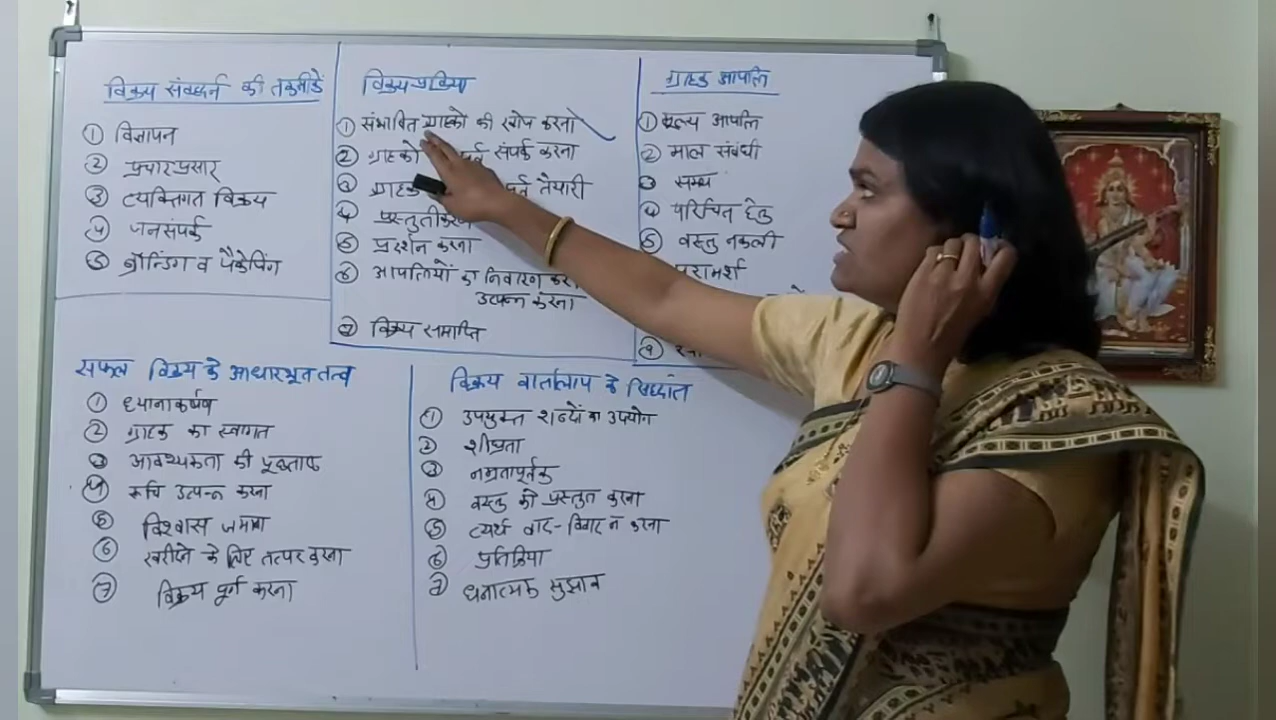 विक्रय संवर्द्धन की तकनीकें
① विज्ञापन
② प्रचार प्रसार
③ व्यक्तिगत विक्रय
④ जनसंपर्क
⑤ ब्रॉन्डिंग व पैकेजिंग
विक्रय प्रक्रिया
① संभावित ग्राहको की खोज करना
② ग्राहको पूर्व संपर्क करना
③ ग्राहक पूर्व तैयारी
④ प्रस्तुतीकरण
⑤ प्रदर्शन करना
⑥ आपत्तियों का निवारण
उत्पन्न करना
⑦ विक्रय समाप्ति
ग्राहक आपत्ति
① मूल्य आपत्ति
② माल संबंधी
③ समय
④ परिचित हेतु
⑤ वस्तु नकली
परामर्श
⑨
सफल विक्रय के आधारभूत तत्व
① ध्यानाकर्षण
② ग्राहक का स्वागत
③ आवश्यकता की पूछताछ
④ रूचि उत्पन्न करना
⑤ विश्वास जमाना
⑥ खरीदने के लिए तत्पर करना
⑦ विक्रय पूर्ण करना
विक्रय वार्तालाप के सिद्धांत
① उपयुक्त शब्दों का उपयोग
② शीघ्रता
③ नम्रतापूर्वक
④ वस्तु को प्रस्तुत करना
⑤ व्यर्थ वाद-विवाद न करना
⑥ प्रतिक्रिया
⑦ धनात्मक सुझाव